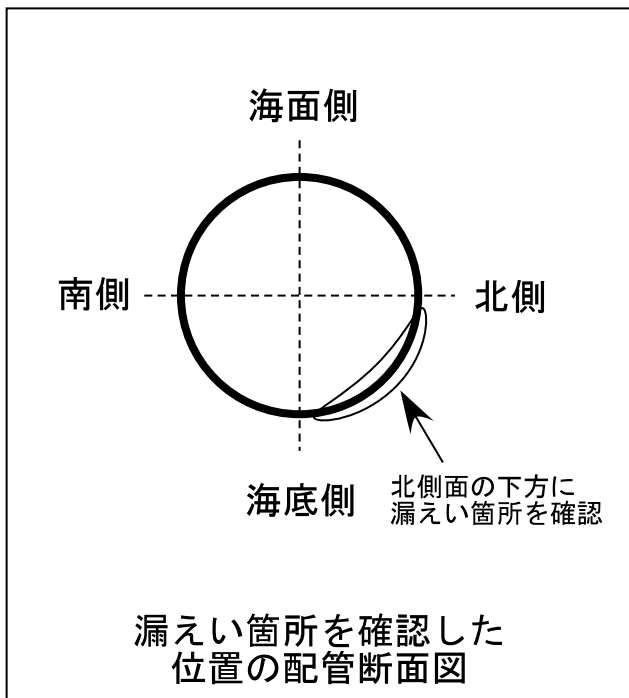 海面側
南側
北側
海底側
北側面の下方に
漏えい箇所を確認
漏えい箇所を確認した
位置の配管断面図